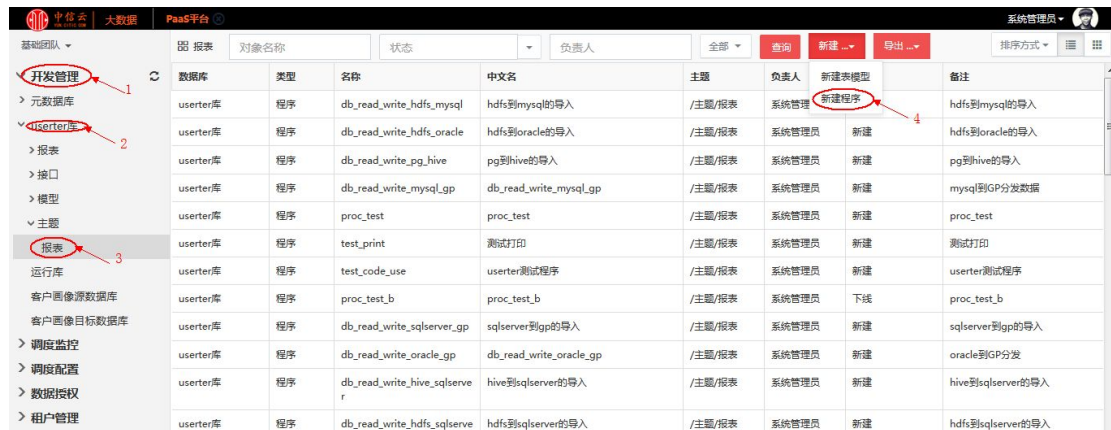 中信云 大数据 PaaS平台 系统管理员
基础团队 报表 对象名称 状态 负责人 全部 查询 新建 ... 导出 ... 排序方式
开发管理 1 数据库 类型 名称 中文名 主题 负责人 新建表模型 备注
元数据库 userter库 程序 db_read_write_hdfs_mysql hdfs到mysql的导入 /主题/报表 系统管 新建程序 4 hdfs到mysql的导入
userter库 2 userter库 程序 db_read_write_hdfs_oracle hdfs到oracle的导入 /主题/报表 系统管理员 新建 hdfs到oracle的导入
报表 userter库 程序 db_read_write_pg_hive pg到hive的导入 /主题/报表 系统管理员 新建 pg到hive的导入
接口
模型 userter库 程序 db_read_write_mysql_gp db_read_write_mysql_gp /主题/报表 系统管理员 新建 mysql到GP分发数据
主题 userter库 程序 proc_test proc_test /主题/报表 系统管理员 新建 proc_test
报表 3 userter库 程序 test_print 测试打印 /主题/报表 系统管理员 新建 测试打印
运行库 userter库 程序 test_code_use userter测试程序 /主题/报表 系统管理员 新建 userter测试程序
客户画像源数据库 userter库 程序 proc_test_b proc_test_b /主题/报表 系统管理员 下线 proc_test_b
客户画像目标数据库 userter库 程序 db_read_write_sqlserver_gp sqlserver到gp的导入 /主题/报表 系统管理员 新建 sqlserver到gp的导入
调度监控
调度配置 userter库 程序 db_read_write_oracle_gp db_read_write_oracle_gp /主题/报表 系统管理员 新建 oracle到GP分发
数据授权 userter库 程序 db_read_write_hive_sqlserve hive到sqlserver的导入 /主题/报表 系统管理员 新建 hive到sqlserver的导入
r
租户管理 userter库 程序 db_read_write_hdfs_sqlserve hdfs到sqlserver的导入 /主题/报表 系统管理员 新建 hdfs到sqlserver的导入